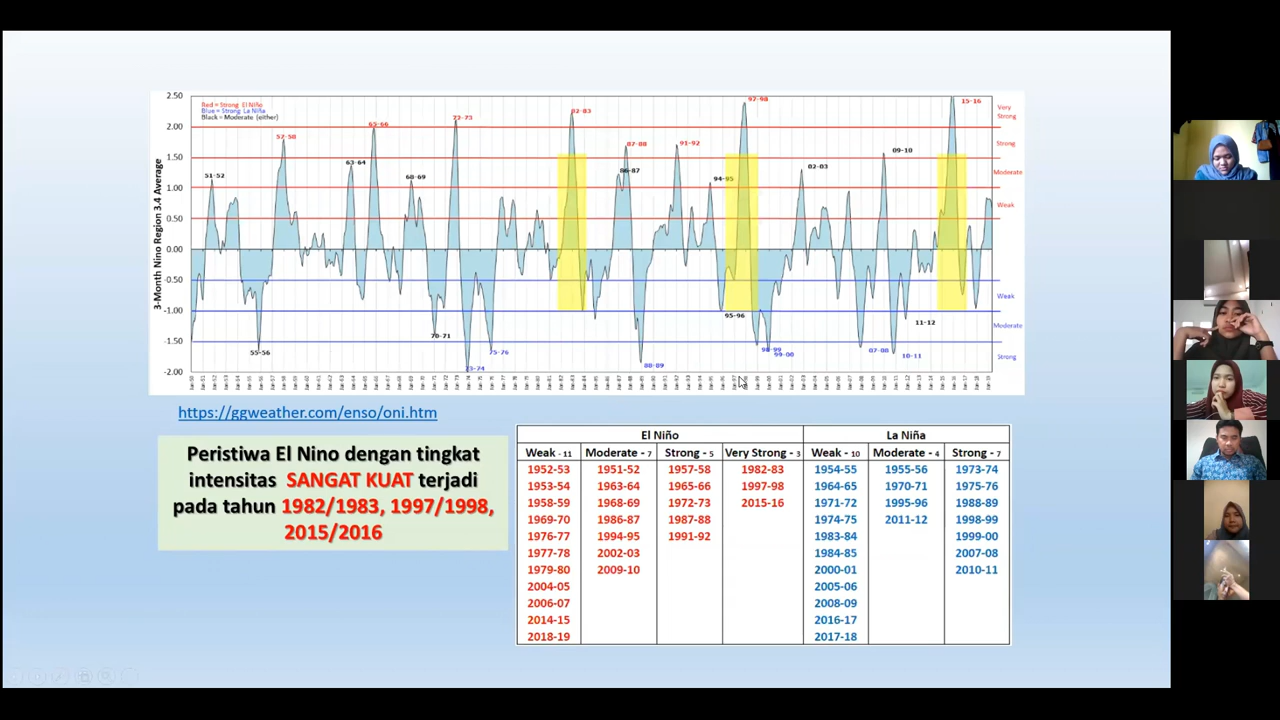 2.50
2.00
1.50
1.00
0.50
0.00
-0.50
-1.00
-1.50
-2.00
3-Month Nino Region 3.4 Average
Red = Strong El Niño
Blue = Strong La Niña
Black = Moderate (either)
51-52
55-56
57-58
63-64
65-66
68-69
70-71
72-73
73-74
75-76
82-83
86-87
87-88
88-89
91-92
94-95
95-96
97-98
98-99
99-00
02-03
07-08
09-10
10-11
11-12
15-16
Very
Strong
Strong
Moderate
Weak
Weak
Moderate
Strong
https://ggweather.com/enso/oni.htm
Peristiwa El Nino dengan tingkat
intensitas SANGAT KUAT terjadi
pada tahun 1982/1983, 1997/1998,
2015/2016
El Niño La Niña
Weak - 11 Moderate - 7 Strong - 5 Very Strong - 3 Weak - 10 Moderate - 4 Strong - 7
1952-53 1951-52 1957-58 1982-83 1954-55 1955-56 1973-74
1953-54 1963-64 1965-66 1997-98 1964-65 1970-71 1975-76
1958-59 1968-69 1972-73 2015-16 1971-72 1995-96 1988-89
1969-70 1986-87 1987-88 1974-75 2011-12 1998-99
1976-77 1994-95 1991-92 1983-84 1999-00
1977-78 2002-03 1984-85 2007-08
1979-80 2009-10 2000-01 2010-11
2004-05 2005-06
2006-07 2008-09
2014-15 2016-17
2018-19 2017-18